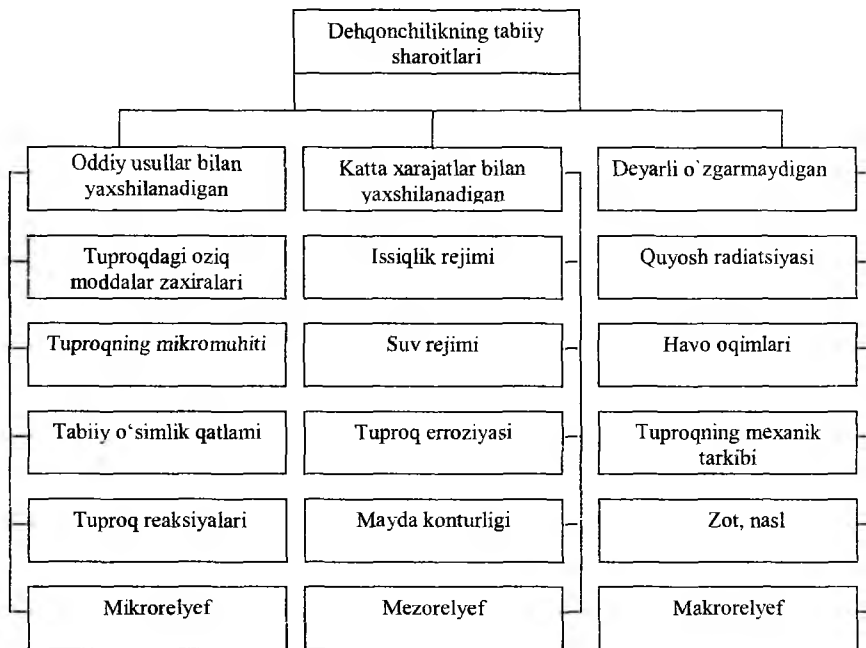 Dehqonchilikning tabiiy
sharoitlari
Oddiy usullar bilan
yaxshilanadigan
Tuproqdagi oziq
moddalar zaxiralari
Tuproqning mikromuhiti
Tabiiy o‘simlik qatlami
Tuproq reaksiyalari
Mikrorelyef
Katta xarajatlar bilan
yaxshilanadigan
Issiqlik rejimi
Suv rejimi
Tuproq erroziyasi
Mayda konturligi
Mezorelyef
Deyarli o`zgarmaydigan
Quyosh radiatsiyasi
Havo oqimlari
Tuproqning mexanik
tarkibi
Zot, nasl
Makrorelyef